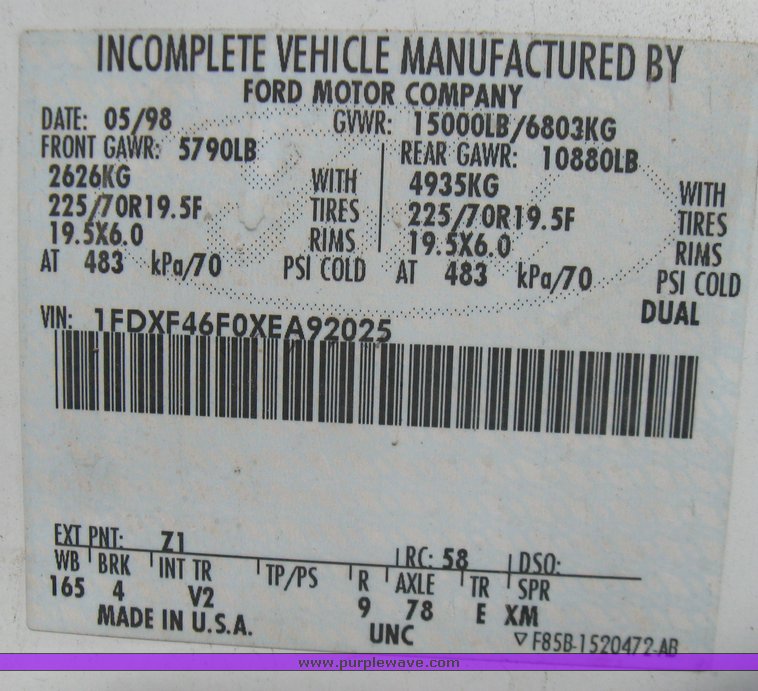 INCOMPLETE VEHICLE MANUFACTURED BY
FORD MOTOR COMPANY
DATE: 05/98 GVWR: 15000LB/6803KG
FRONT GAWR: 5790LB REAR GAWR: 10880LB
2626KG WITH 4935KG WITH
225/70R19.5F TIRES 225/70R19.5F TIRES
19.5X6.0 RIMS 19.5X6.0 RIMS
AT 483 kPa/70 PSI COLD AT 483 kPa/70 PSI COLD
DUAL
VIN: 1FDXF46F0XEA92025
EXT PNT: Z1 RC: 58 DSO:
WB BRK INT TR TP/PS R AXLE TR SPR
165 4 V2 9 78 E XM
MADE IN U.S.A. UNC ▽ F85B-1520472-AB
www.purplewave.com